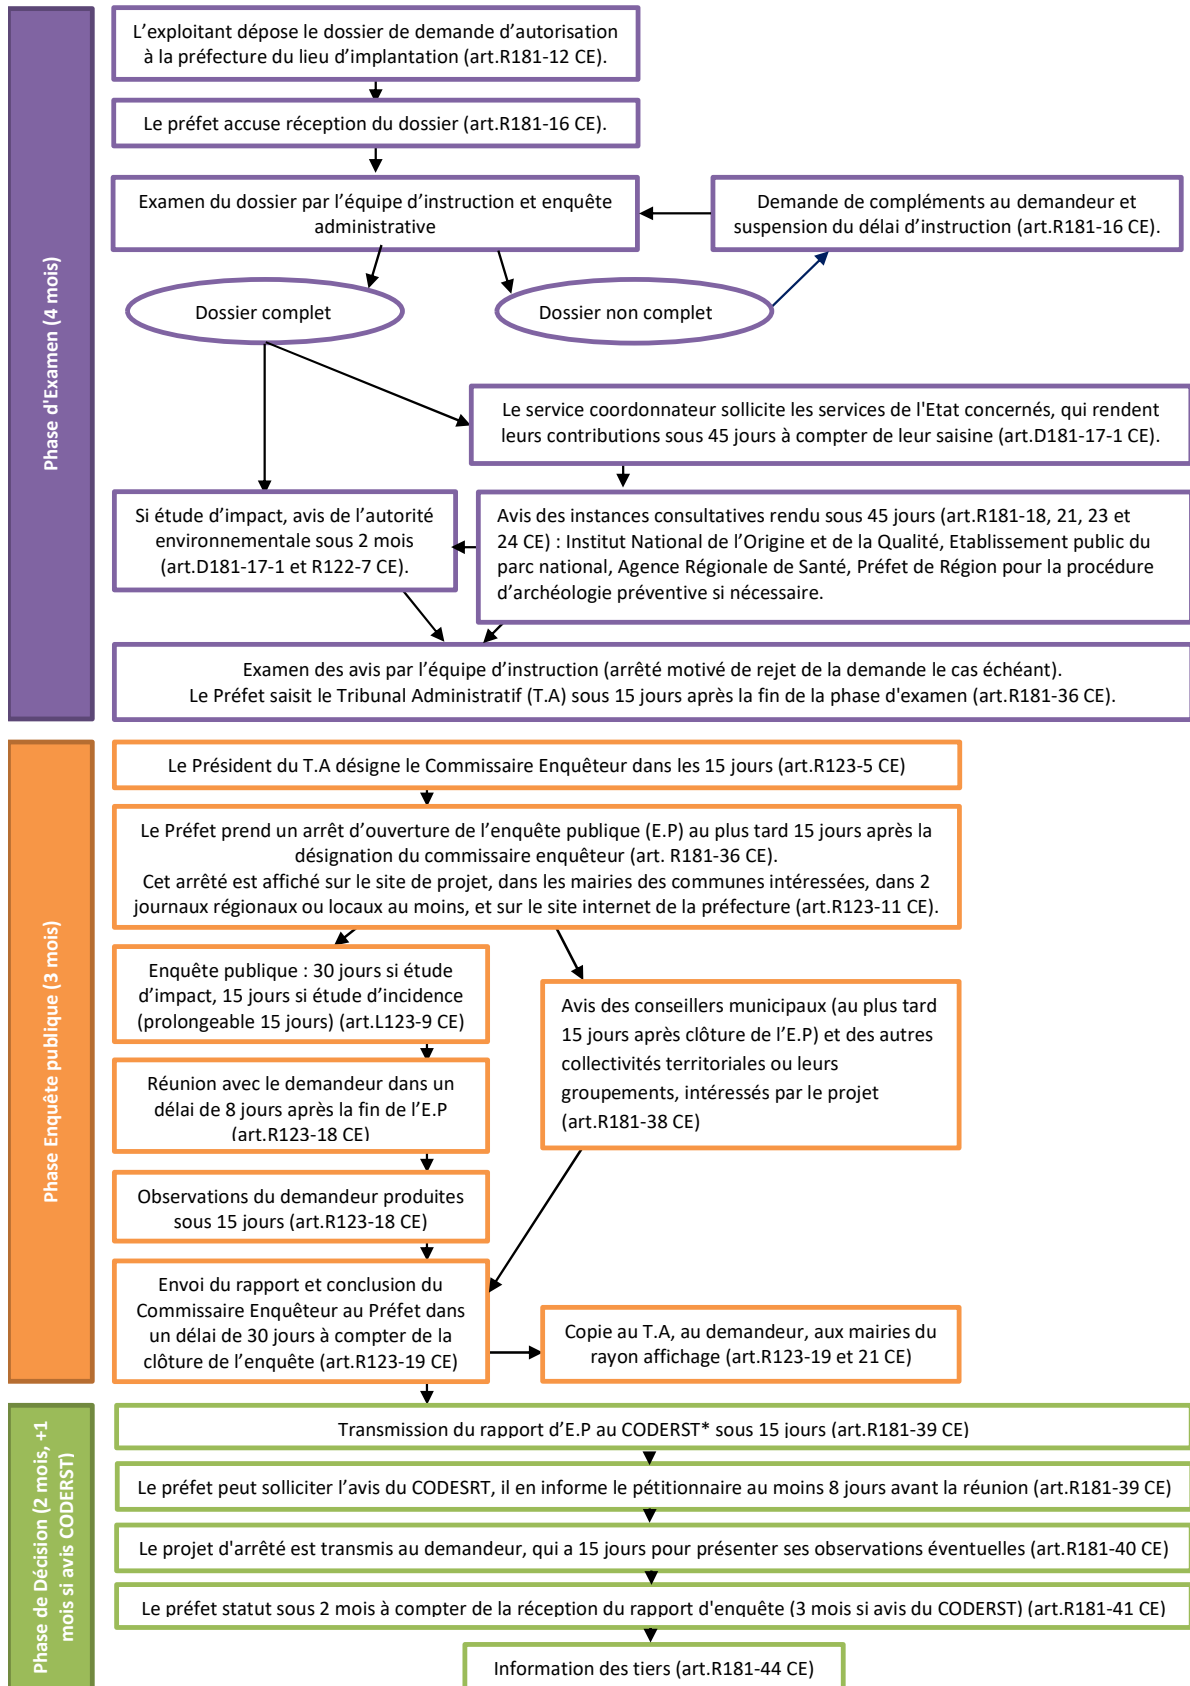 Phase d'Examen (4 mois)
L'exploitant dépose le dossier de demande d'autorisation
à la préfecture du lieu d'implantation (art.R181-12 CE).
Le préfet accuse réception du dossier (art.R181-16 CE).
Examen du dossier par l'équipe d'instruction et enquête
administrative
Demande de compléments au demandeur et
suspension du délai d'instruction (art.R181-16 CE).
Dossier complet
Dossier non complet
Le service coordonnateur sollicite les services de l'Etat concernés, qui rendent
leurs contributions sous 45 jours à compter de leur saisine (art.D181-17-1 CE).
Si étude d'impact, avis de l'autorité
environnementale sous 2 mois
(art.D181-17-1 et R122-7 CE).
Avis des instances consultatives rendu sous 45 jours (art.R181-18, 21, 23 et
24 CE) : Institut National de l'Origine et de la Qualité, Etablissement public du
parc national, Agence Régionale de Santé, Préfet de Région pour la procédure
d'archéologie préventive si nécessaire.
Examen des avis par l'équipe d'instruction (arrêté motivé de rejet de la demande le cas échéant).
Le Préfet saisit le Tribunal Administratif (T.A) sous 15 jours après la fin de la phase d'examen (art.R181-36 CE).
Phase Enquête publique (3 mois)
Le Président du T.A désigne le Commissaire Enquêteur dans les 15 jours (art.R123-5 CE)
Le Préfet prend un arrêt d'ouverture de l'enquête publique (E.P) au plus tard 15 jours après la
désignation du commissaire enquêteur (art. R181-36 CE).
Cet arrêté est affiché sur le site de projet, dans les mairies des communes intéressées, dans 2
journaux régionaux ou locaux au moins, et sur le site internet de la préfecture (art.R123-11 CE).
Enquête publique : 30 jours si étude
d'impact, 15 jours si étude d'incidence
(prolongeable 15 jours) (art.L123-9 CE)
Avis des conseillers municipaux (au plus tard
15 jours après clôture de l'E.P) et des autres
collectivités territoriales ou leurs
groupements, intéressés par le projet
(art.R181-38 CE)
Réunion avec le demandeur dans un
délai de 8 jours après la fin de l'E.P
(art.R123-18 CE)
Observations du demandeur produites
sous 15 jours (art.R123-18 CE)
Envoi du rapport et conclusion du
Commissaire Enquêteur au Préfet dans
un délai de 30 jours à compter de la
clôture de l'enquête (art.R123-19 CE)
Copie au T.A, au demandeur, aux mairies du
rayon affichage (art.R123-19 et 21 CE)
Phase de Décision (2 mois, +1
mois si avis CODERST)
Transmission du rapport d'E.P au CODERST* sous 15 jours (art.R181-39 CE)
Le préfet peut solliciter l'avis du CODESRT, il en informe le pétitionnaire au moins 8 jours avant la réunion (art.R181-39 CE)
Le projet d'arrêté est transmis au demandeur, qui a 15 jours pour présenter ses observations éventuelles (art.R181-40 CE)
Le préfet statut sous 2 mois à compter de la réception du rapport d'enquête (3 mois si avis du CODERST) (art.R181-41 CE)
Information des tiers (art.R181-44 CE)